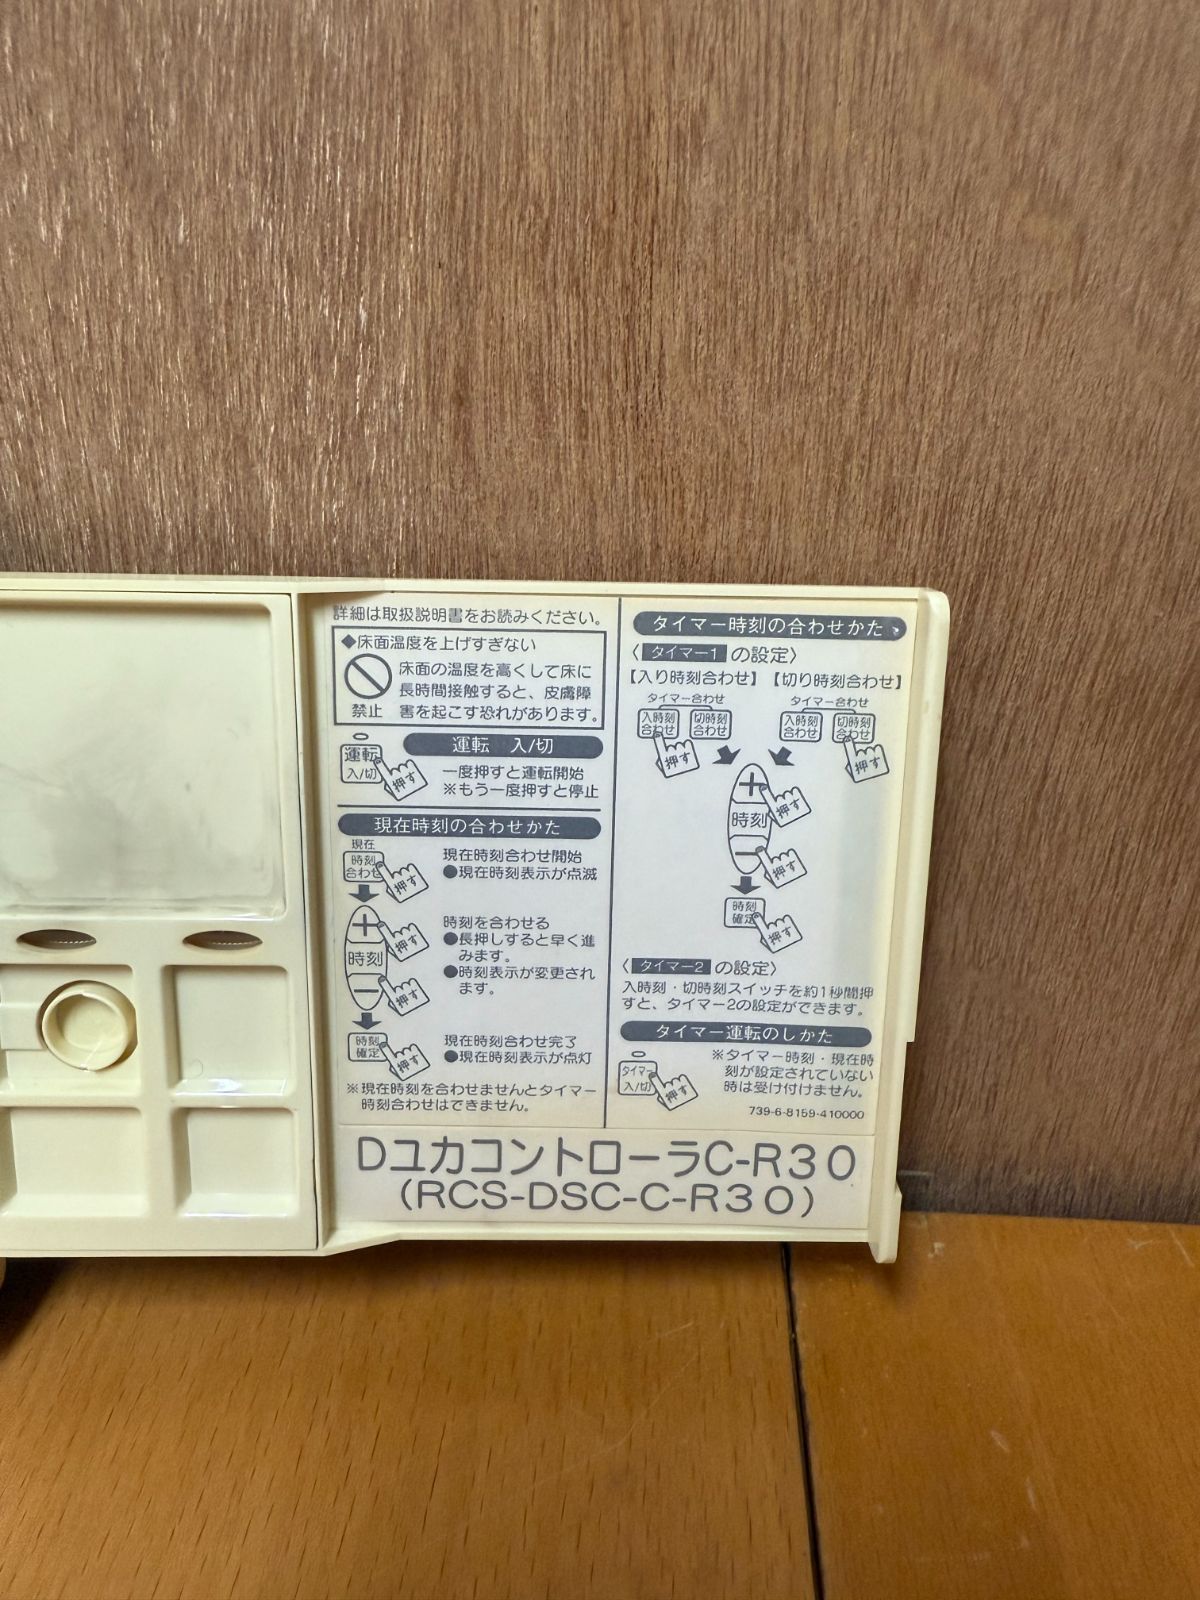 詳細は取扱説明書をお読みください。
◆床面温度を上げすぎない
床面の温度を高くして床に
長時間接触すると、皮膚障
害を起こす恐れがあります。
禁止
運転
入/切
押す
運転 入/切
一度押すと運転開始
※もう一度押すと停止
現在時刻の合わせかた
現在
時刻
合わせ
押す
現在時刻合わせ開始
●現在時刻表示が点滅
+
時刻
−
押す
押す
時刻を合わせる
●長押しすると早く進
みます。
●時刻表示が変更され
ます。
時刻
確定
押す
現在時刻合わせ完了
●現在時刻表示が点灯
※現在時刻を合わせませんとタイマー
時刻合わせはできません。
タイマー時刻の合わせかた
〈タイマー1の設定〉
【入り時刻合わせ】【切り時刻合わせ】
タイマー合わせ
入時刻
合わせ
切時刻
合わせ
押す
タイマー合わせ
入時刻
合わせ
切時刻
合わせ
押す
+
時刻
−
押す
押す
時刻
確定
押す
〈タイマー2の設定〉
入時刻・切時刻スイッチを約1秒間押
すと、タイマー2の設定ができます。
タイマー運転のしかた
タイマー
入/切
押す
※タイマー時刻・現在時
刻が設定されていない
時は受け付けません。
739-6-8159-410000
DユカコントローラC-R30
(RCS-DSC-C-R30)